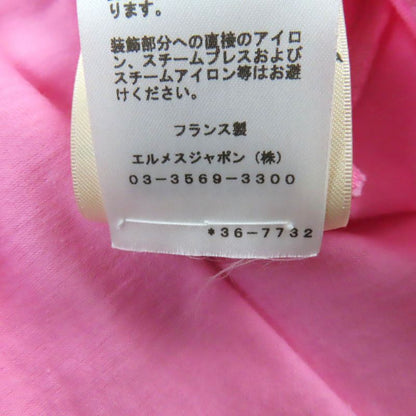 ります。
装飾部分への直接のアイロ
ン、スチームプレスおよび
スチームアイロン等はお避
けください。
フランス製
エルメスジャポン（株）
03-3569-3300
*36-7732